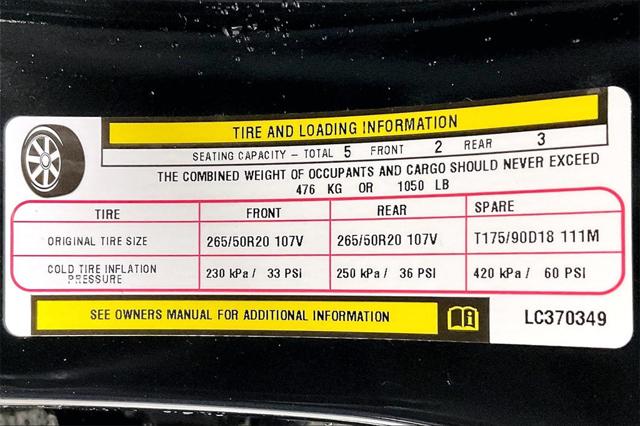 TIRE AND LOADING INFORMATION
SEATING CAPACITY – TOTAL 5 FRONT 2 REAR 3
THE COMBINED WEIGHT OF OCCUPANTS AND CARGO SHOULD NEVER EXCEED
476 KG OR 1050 LB
TIRE FRONT REAR SPARE
ORIGINAL TIRE SIZE 265/50R20 107V 265/50R20 107V T175/90D18 111M
COLD TIRE INFLATION PRESSURE 230 kPa / 33 PSi 250 kPa / 36 PSI 420 kPa / 60 PSI
SEE OWNERS MANUAL FOR ADDITIONAL INFORMATION
LC370349